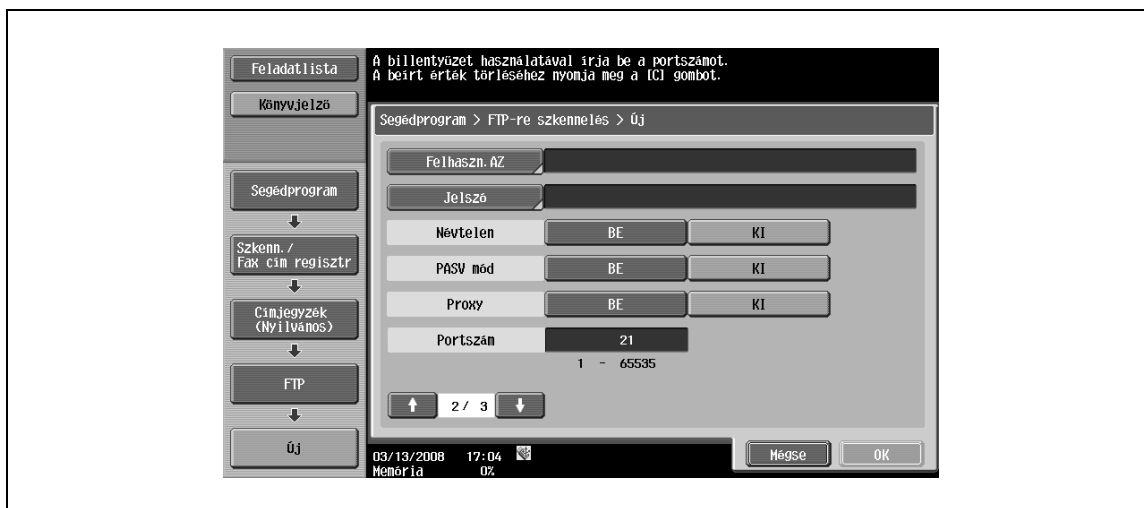 Feladatlista
Könyvjelző
A billentyűzet használatával írja be a portszámot.
A beírt érték törléséhez nyomja meg a [C] gombot.
Segédprogram > FTP-re szkennelés > Új
Segédprogram
Szkenn./
Fax cím regisztr
Címjegyzék
(Nyilvános)
FTP
Új
Felhaszn.AZ
Jelszó
Névtelen BE KI
PASV mód BE KI
Proxy BE KI
Portszám 21
1 - 65535
2/ 3
03/13/2008 17:04
Memória 0%
Mégse OK